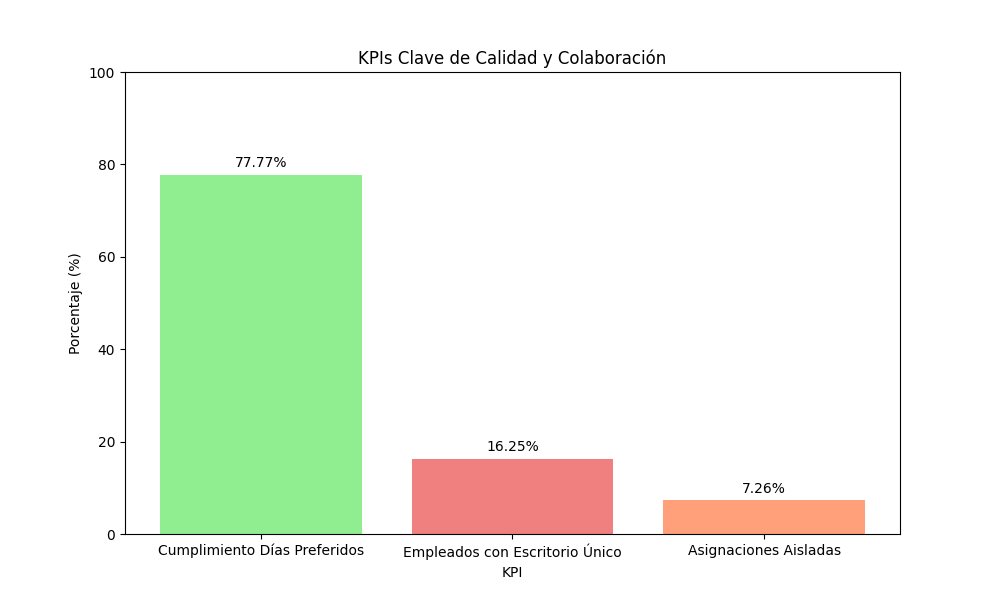 KPIs Clave de Calidad y Colaboración
100
80
60
40
20
0
Porcentaje (%)
77.77%
16.25%
7.26%
Cumplimiento Días Preferidos
Empleados con Escritorio Único
Asignaciones Aisladas
KPI